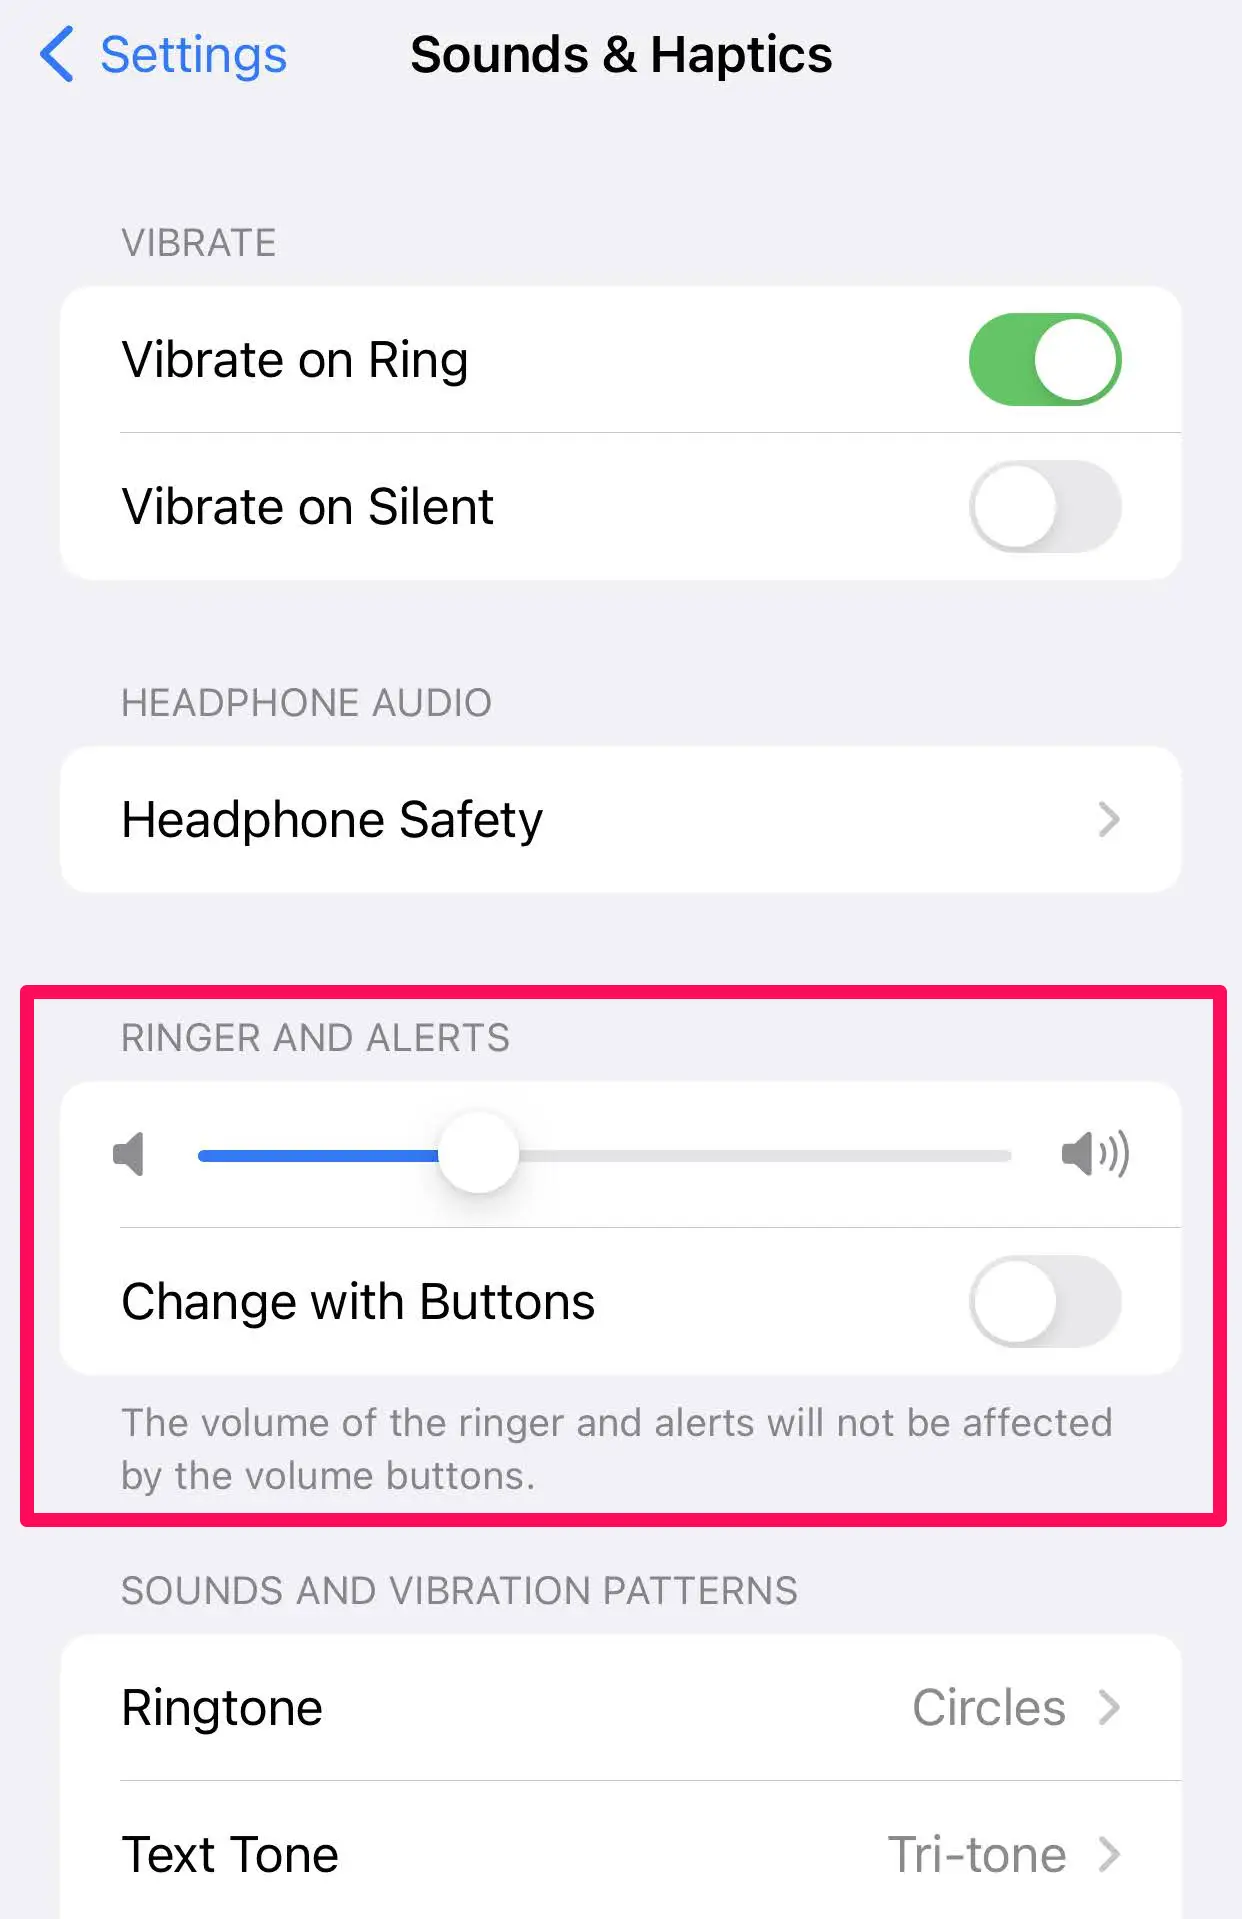 Settings
Sounds & Haptics
VIBRATE
Vibrate on Ring
Vibrate on Silent
HEADPHONE AUDIO
Headphone Safety
RINGER AND ALERTS
Change with Buttons
The volume of the ringer and alerts will not be affected
by the volume buttons.
SOUNDS AND VIBRATION PATTERNS
Ringtone Circles
Text Tone Tri-tone